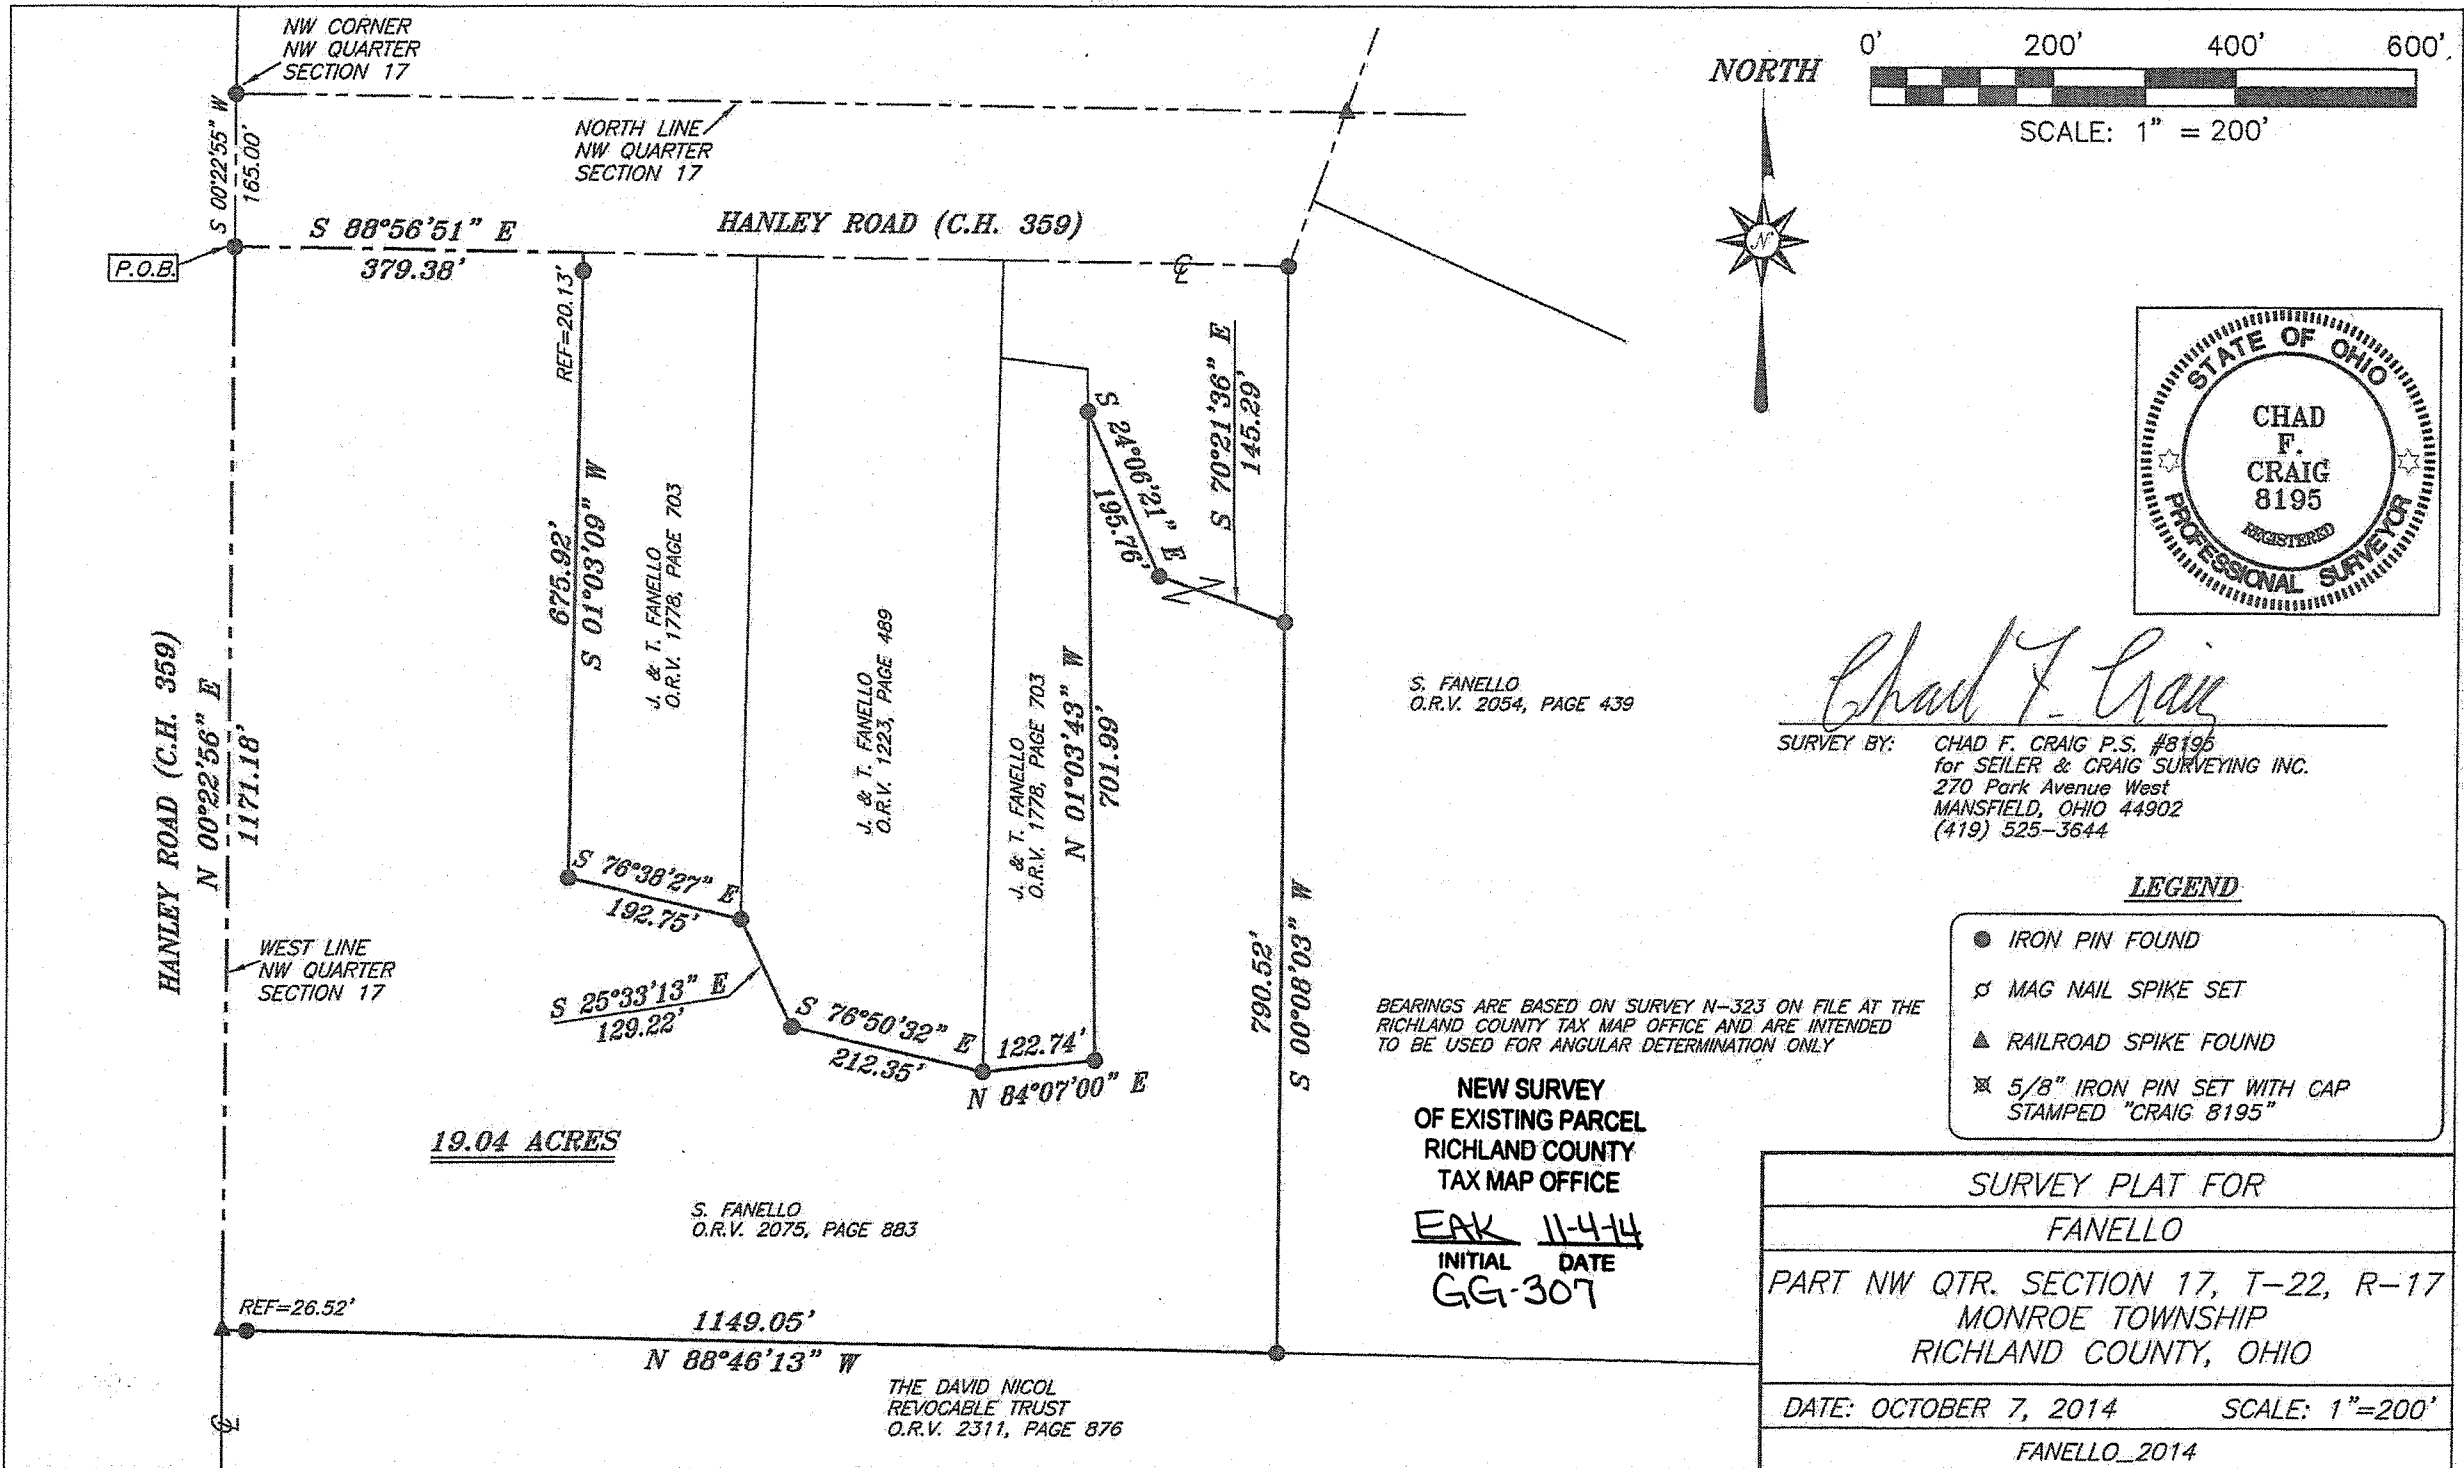 NW CORNER
NW QUARTER
SECTION 17
S 00°22'55" W
165.00'
NORTH LINE
NW QUARTER
SECTION 17
P.O.B.
S 88°56'51" E
379.38'
HANLEY ROAD (C.H. 359)
℄
REF=20.13'
675.92'
S 01°03'09" W
J. & T. FANELLO
O.R.V. 1778, PAGE 703
J. & T. FANELLO
O.R.V. 1223, PAGE 489
J. & T. FANELLO
O.R.V. 1778, PAGE 703
N 01°03'43" W
701.99'
S 24°06'21" E
195.76'
S 70°21'36" E
145.29'
HANLEY ROAD (C.H. 359)
N 00°22'56" E
1171.18'
WEST LINE
NW QUARTER
SECTION 17
S 76°38'27" E
192.75'
S 25°33'13" E
129.22'
S 76°50'32" E
212.35'
122.74'
N 84°07'00" E
790.52'
S 00°08'03" W
19.04 ACRES
S. FANELLO
O.R.V. 2075, PAGE 883
REF=26.52'
1149.05'
N 88°46'13" W
THE DAVID NICOL
REVOCABLE TRUST
O.R.V. 2311, PAGE 876
℄
S. FANELLO
O.R.V. 2054, PAGE 439
NORTH
N
0' 200' 400' 600'
SCALE: 1" = 200'
STATE OF OHIO
CHAD
F.
CRAIG
8195
REGISTERED
PROFESSIONAL SURVEYOR
Chad F. Craig
SURVEY BY: CHAD F. CRAIG P.S. #8195
for SEILER & CRAIG SURVEYING INC.
270 Park Avenue West
MANSFIELD, OHIO 44902
(419) 525-3644
LEGEND
IRON PIN FOUND
MAG NAIL SPIKE SET
RAILROAD SPIKE FOUND
5/8" IRON PIN SET WITH CAP
STAMPED "CRAIG 8195"
BEARINGS ARE BASED ON SURVEY N-323 ON FILE AT THE
RICHLAND COUNTY TAX MAP OFFICE AND ARE INTENDED
TO BE USED FOR ANGULAR DETERMINATION ONLY
NEW SURVEY
OF EXISTING PARCEL
RICHLAND COUNTY
TAX MAP OFFICE
EAK 11-4-14
INITIAL DATE
GG-307
SURVEY PLAT FOR
FANELLO
PART NW QTR. SECTION 17, T-22, R-17
MONROE TOWNSHIP
RICHLAND COUNTY, OHIO
DATE: OCTOBER 7, 2014 SCALE: 1"=200'
FANELLO_2014